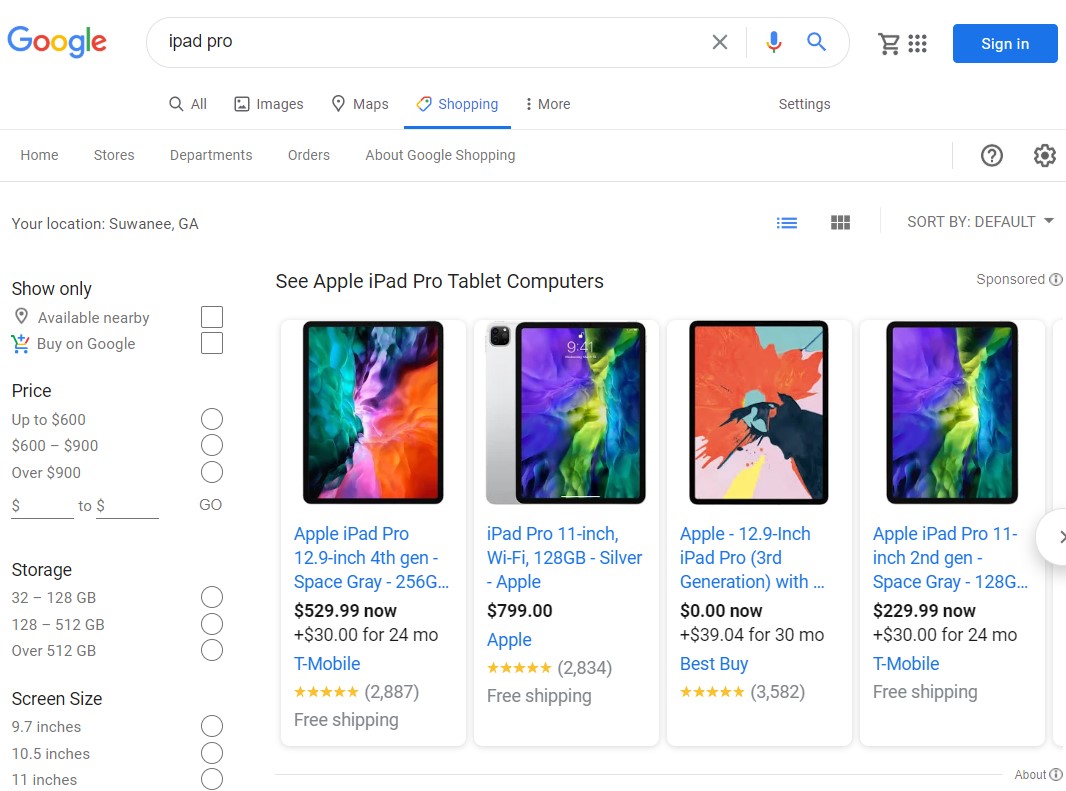 Google
ipad pro
Sign in
All Images Maps Shopping More Settings
Home Stores Departments Orders About Google Shopping
Your location: Suwanee, GA
SORT BY: DEFAULT
Show only
Available nearby
Buy on Google
Price
Up to $600
$600 – $900
Over $900
$ to $ GO
Storage
32 – 128 GB
128 – 512 GB
Over 512 GB
Screen Size
9.7 inches
10.5 inches
11 inches
See Apple iPad Pro Tablet Computers
Sponsored
Apple iPad Pro
12.9-inch 4th gen -
Space Gray - 256G...
$529.99 now
+$30.00 for 24 mo
T-Mobile
(2,887)
Free shipping
9:41
iPad Pro 11-inch,
Wi-Fi, 128GB - Silver
- Apple
$799.00
Apple
(2,834)
Free shipping
Apple - 12.9-Inch
iPad Pro (3rd
Generation) with ...
$0.00 now
+$39.04 for 30 mo
Best Buy
(3,582)
Apple iPad Pro 11-
inch 2nd gen -
Space Gray - 128G...
$229.99 now
+$30.00 for 24 mo
T-Mobile
Free shipping
About